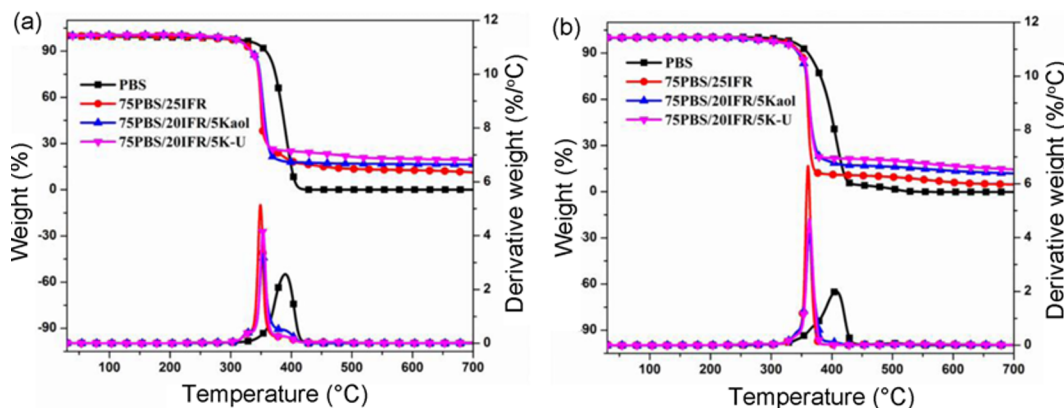 (a)
12
90
10
60
PBS
75PBS/25IFR
75PBS/20IFR/5Kaol
75PBS/20IFR/5K-U
8
30
6
0
-30
4
-60
2
-90
0
100 200 300 400 500 600 700
Weight (%)
Derivative weight (%/°C)
Temperature (°C)
(b)
12
90
10
60
PBS
75PBS/25IFR
75PBS/20IFR/5Kaol
75PBS/20IFR/5K-U
8
30
6
0
-30
4
-60
2
-90
0
100 200 300 400 500 600 700
Weight (%)
Derivative weight (%/°C)
Temperature (°C)